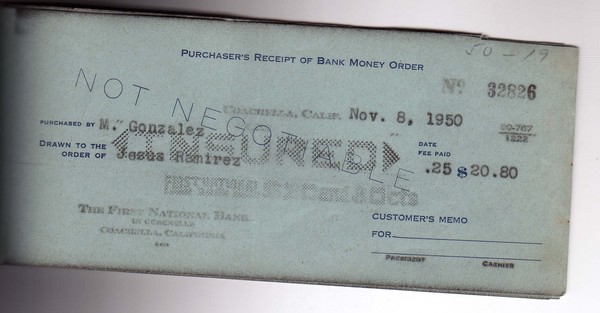 50-19
PURCHASER'S RECEIPT OF BANK MONEY ORDER
No 32826
NOT NEGOTIABLE
COACHELLA, CALIF. Nov. 8, 1950
90-767
1222
PURCHASED BY M. Gonzalez
INSURED
DRAWN TO THE
ORDER OF Jesus Ramirez
DATE
FEE PAID
.25 $20.80
THE FIRST NATIONAL BANK
IN COACHELLA
COACHELLA, CALIFORNIA
CUSTOMER'S MEMO
FOR
PRESIDENT CASHIER